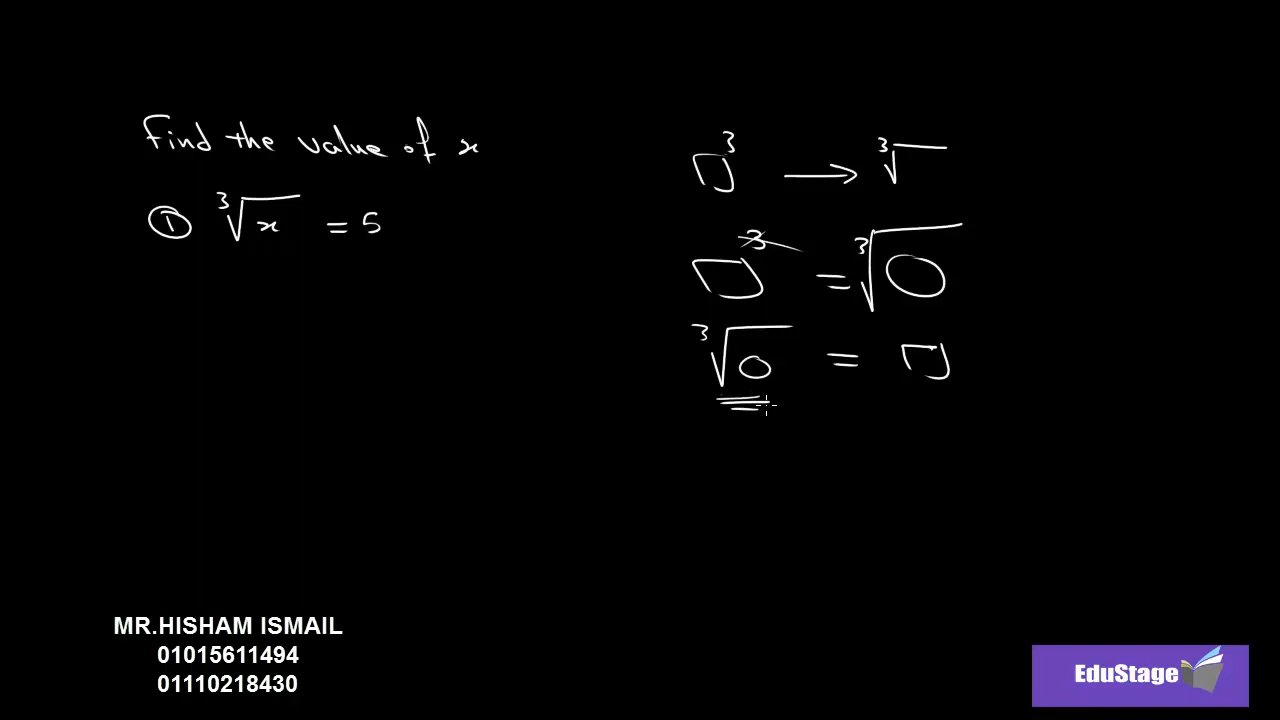 Find the value of x
① ∛x = 5
□³ → ∛
□³ = ∛○
∛○ = □
MR.HISHAM ISMAIL
01015611494
01110218430
EduStage